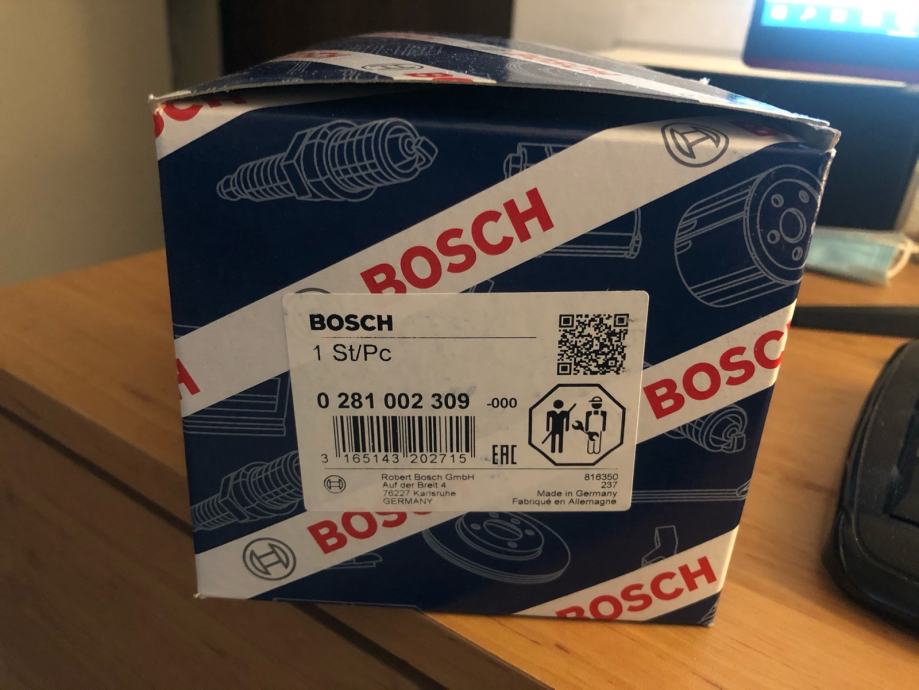 BOSCH
BOSCH
BOSCH
1 St/Pc
0 281 002 309 -000
3 165143 202715
EAC
Robert Bosch GmbH
Auf der Breit 4
76227 Karlsruhe
GERMANY
816350
237
Made in Germany
Fabriqué en Allemagne
BOSCH
BOSCH
BOSCH